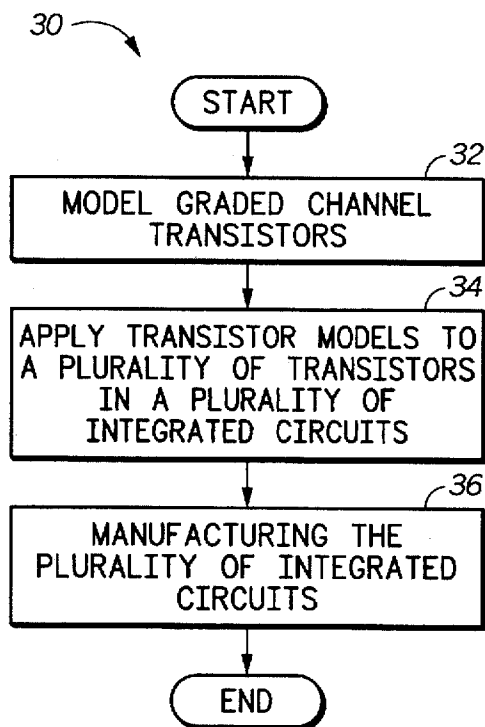 30
START
32
MODEL GRADED CHANNEL
TRANSISTORS
34
APPLY TRANSISTOR MODELS TO
A PLURALITY OF TRANSISTORS
IN A PLURALITY OF
INTEGRATED CIRCUITS
36
MANUFACTURING THE
PLURALITY OF INTEGRATED
CIRCUITS
END